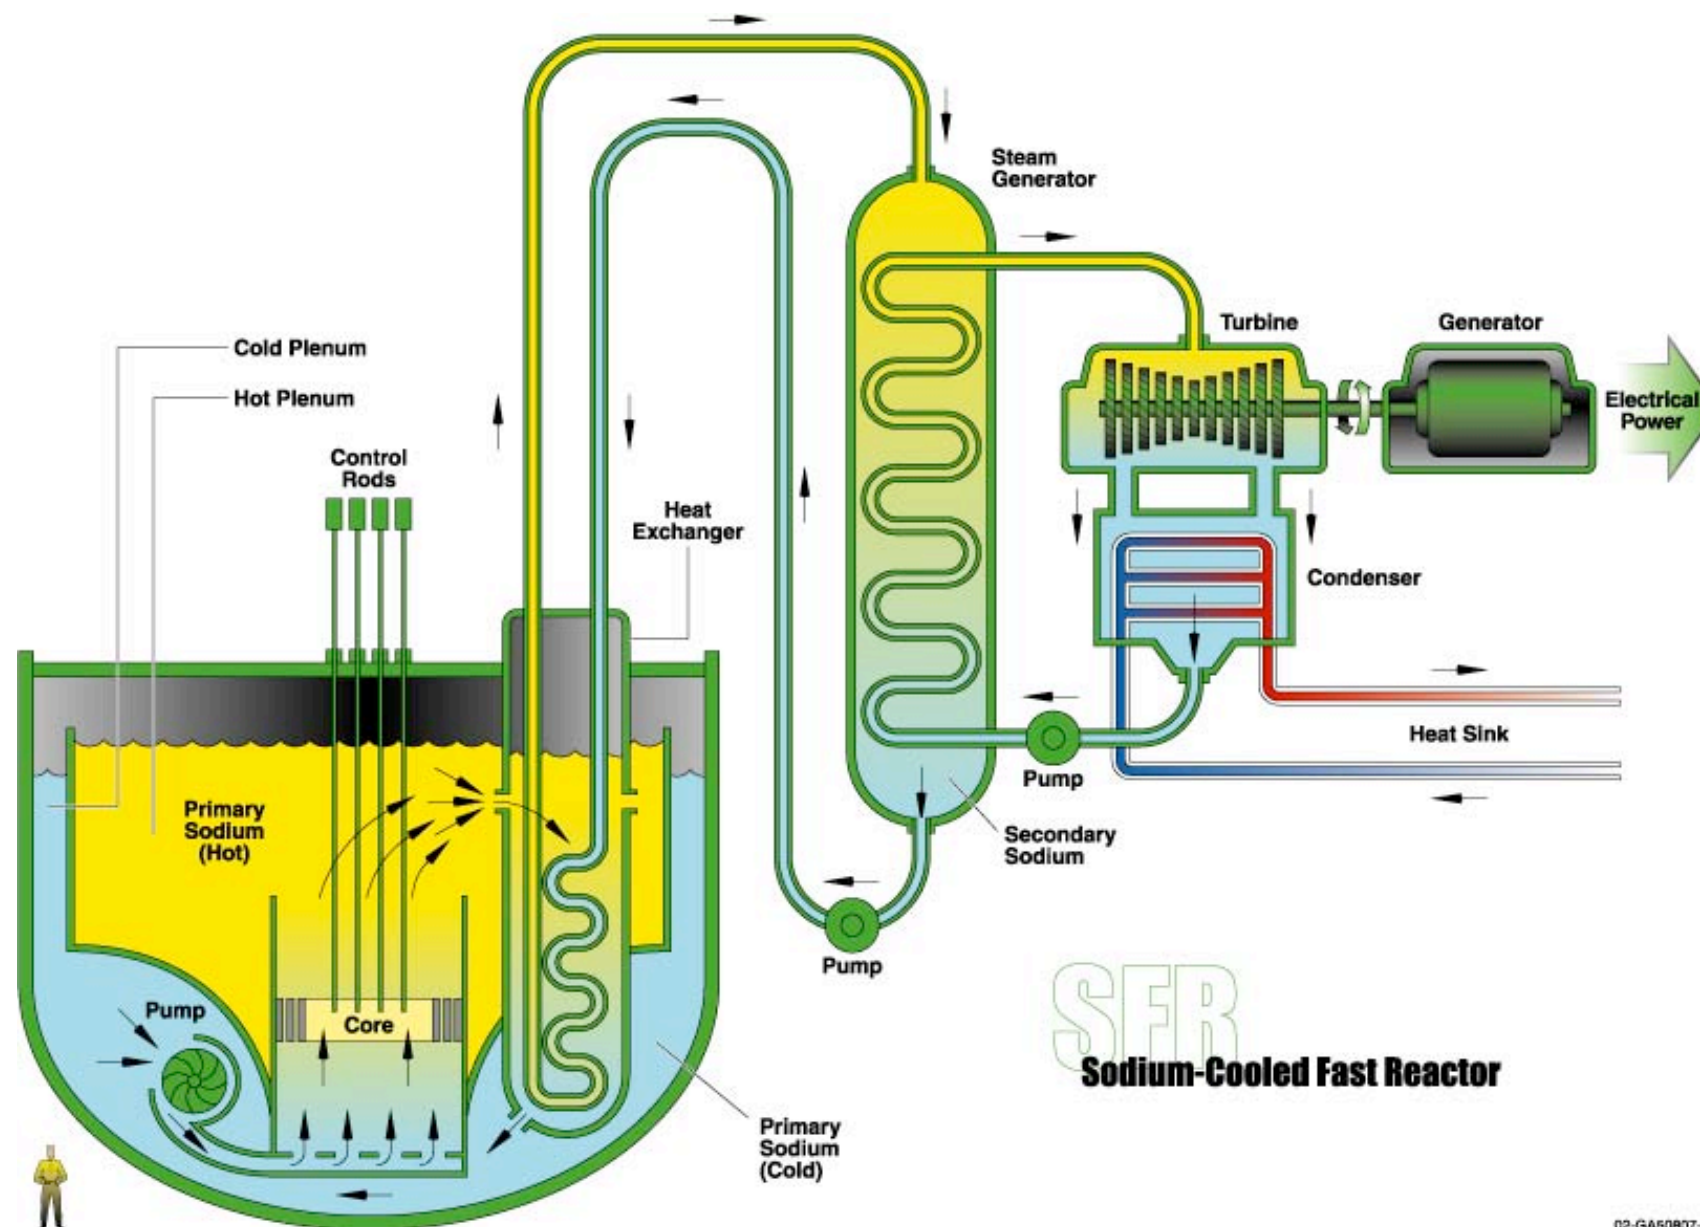 Steam
Generator
Turbine
Generator
Cold Plenum
Hot Plenum
Electrical
Power
Control
Rods
Heat
Exchanger
Condenser
Heat Sink
Pump
Primary
Sodium
(Hot)
Secondary
Sodium
Pump
Pump
Core
SFR
Sodium-Cooled Fast Reactor
Primary
Sodium
(Cold)